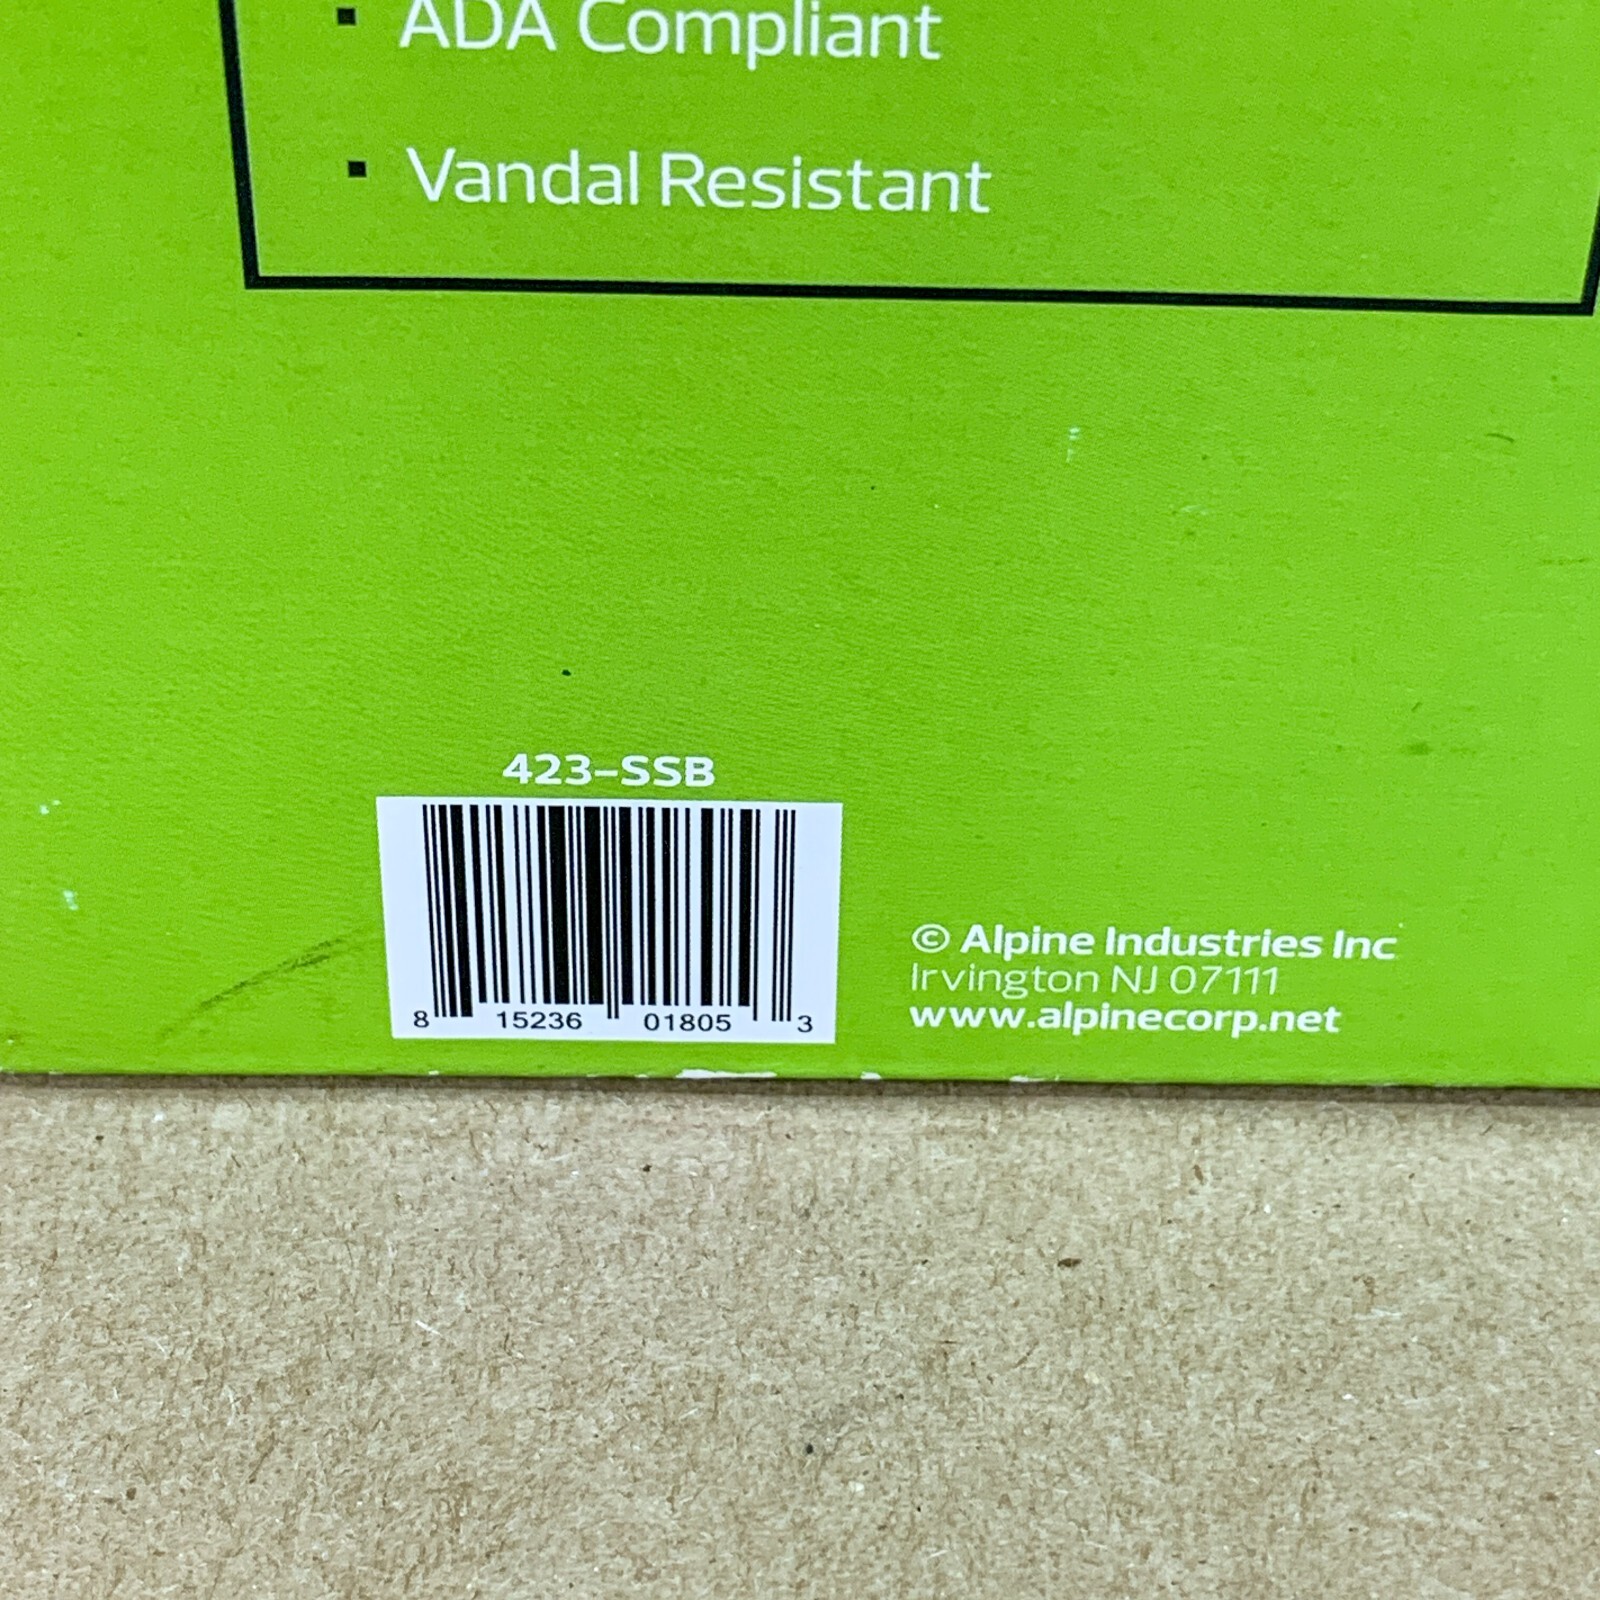 ▪ ADA Compliant
▪ Vandal Resistant
423-SSB
8 15236 01805 3
© Alpine Industries Inc
Irvington NJ 07111
www.alpinecorp.net